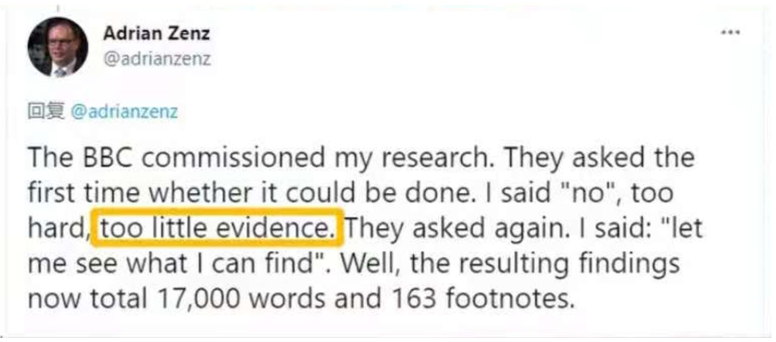 Adrian Zenz
@adrianzenz
回复 @adrianzenz
The BBC commissioned my research. They asked the
first time whether it could be done. I said "no", too
hard, too little evidence. They asked again. I said: "let
me see what I can find". Well, the resulting findings
now total 17,000 words and 163 footnotes.